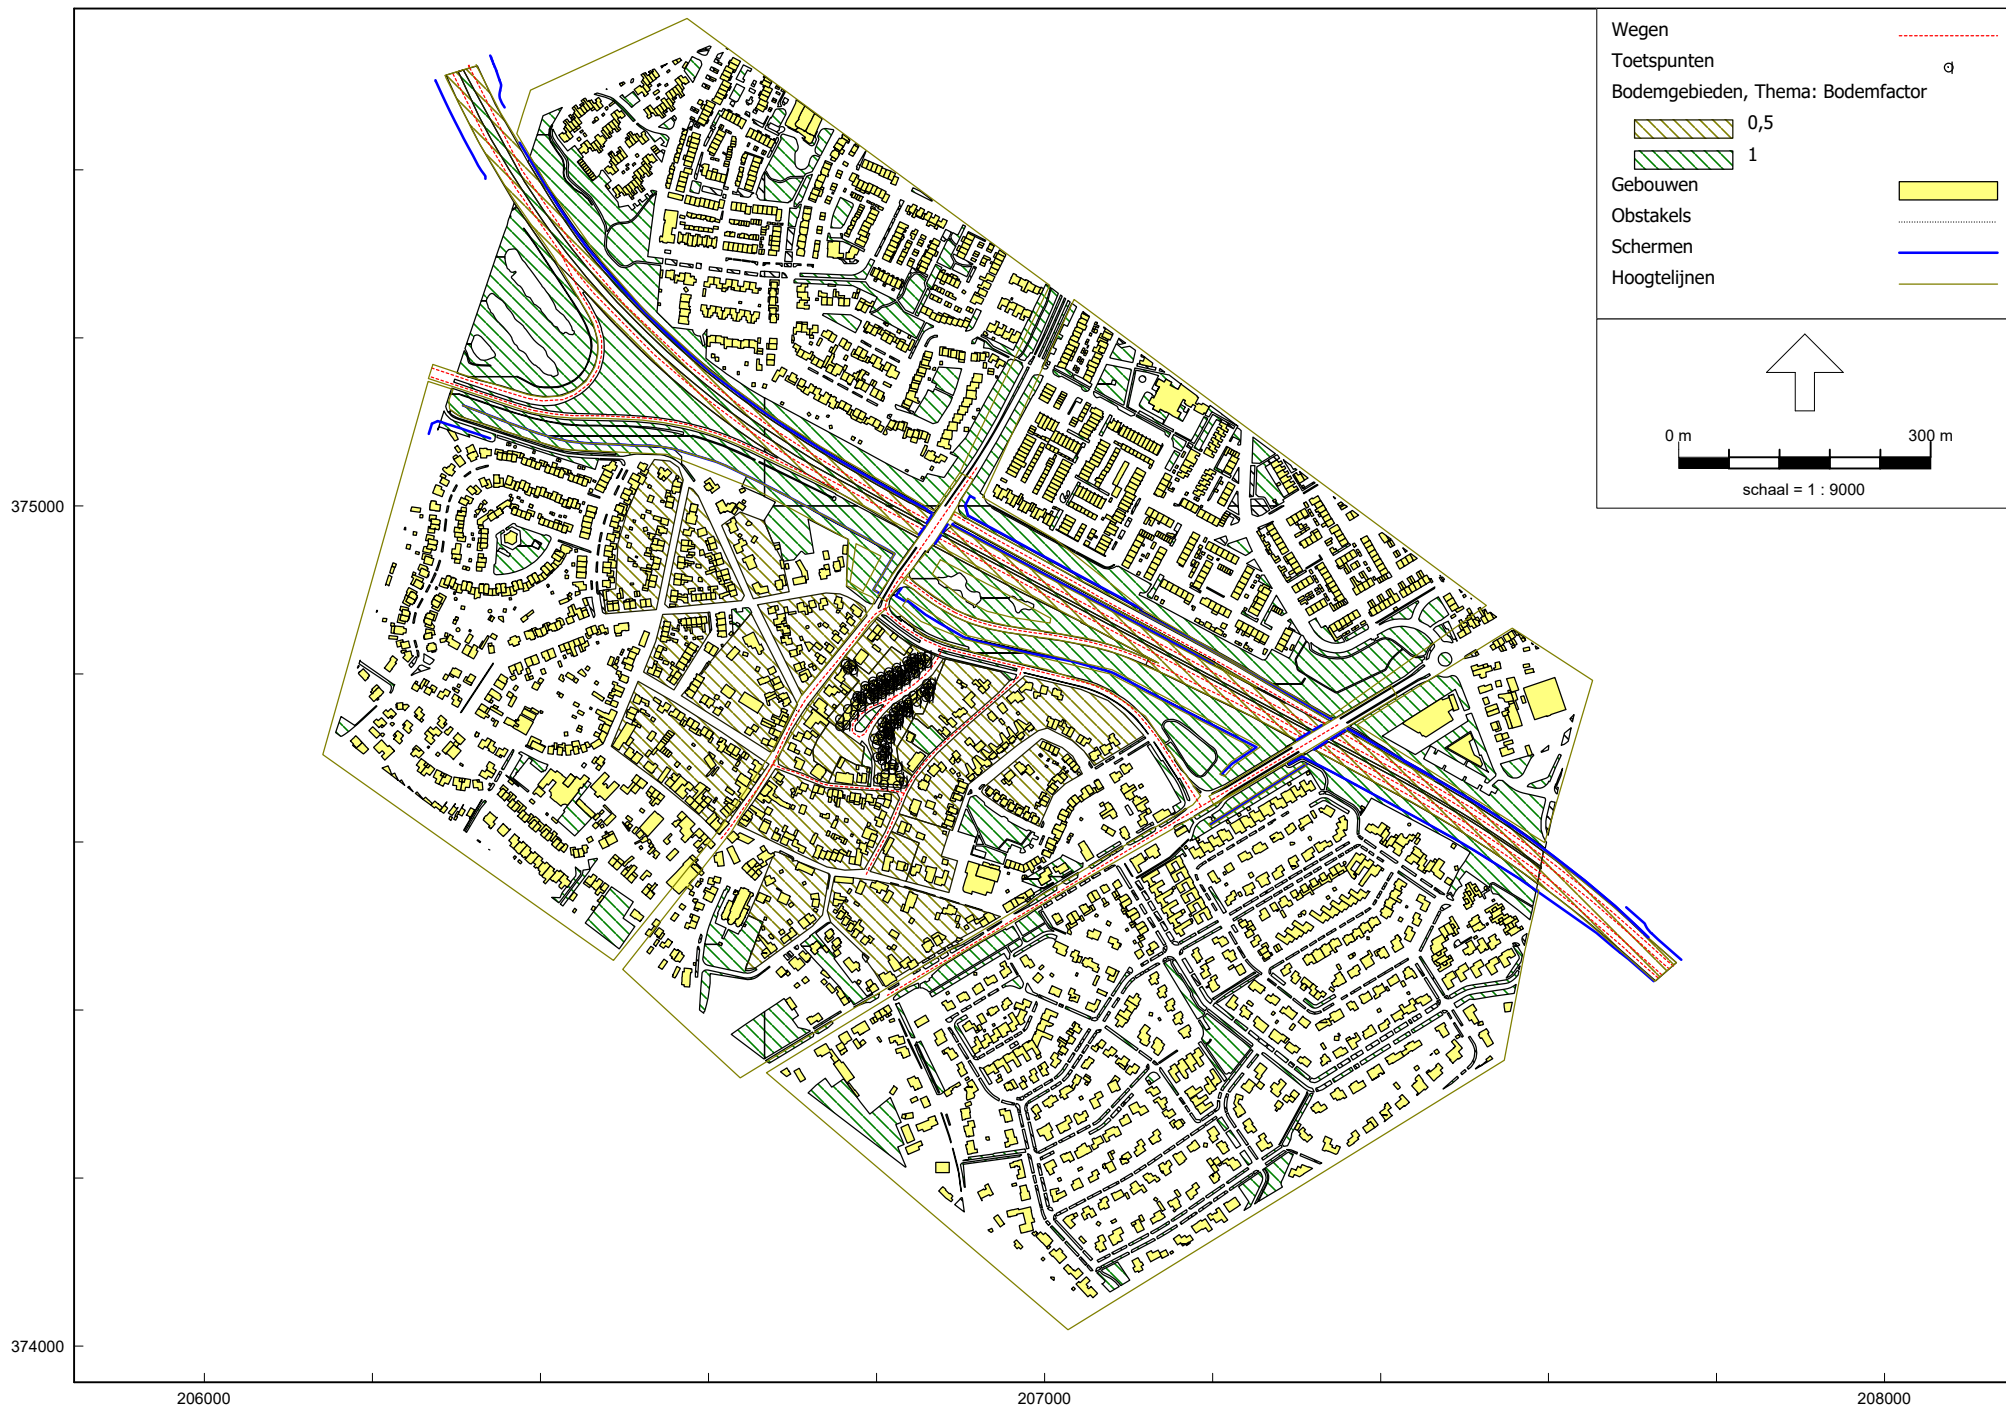 Wegen
Toetspunten
Bodemgebieden, Thema: Bodemfactor
0,5
1
Gebouwen
Obstakels
Schermen
Hoogtelijnen
0 m 300 m
schaal = 1 : 9000
375000
374000
206000 207000 208000